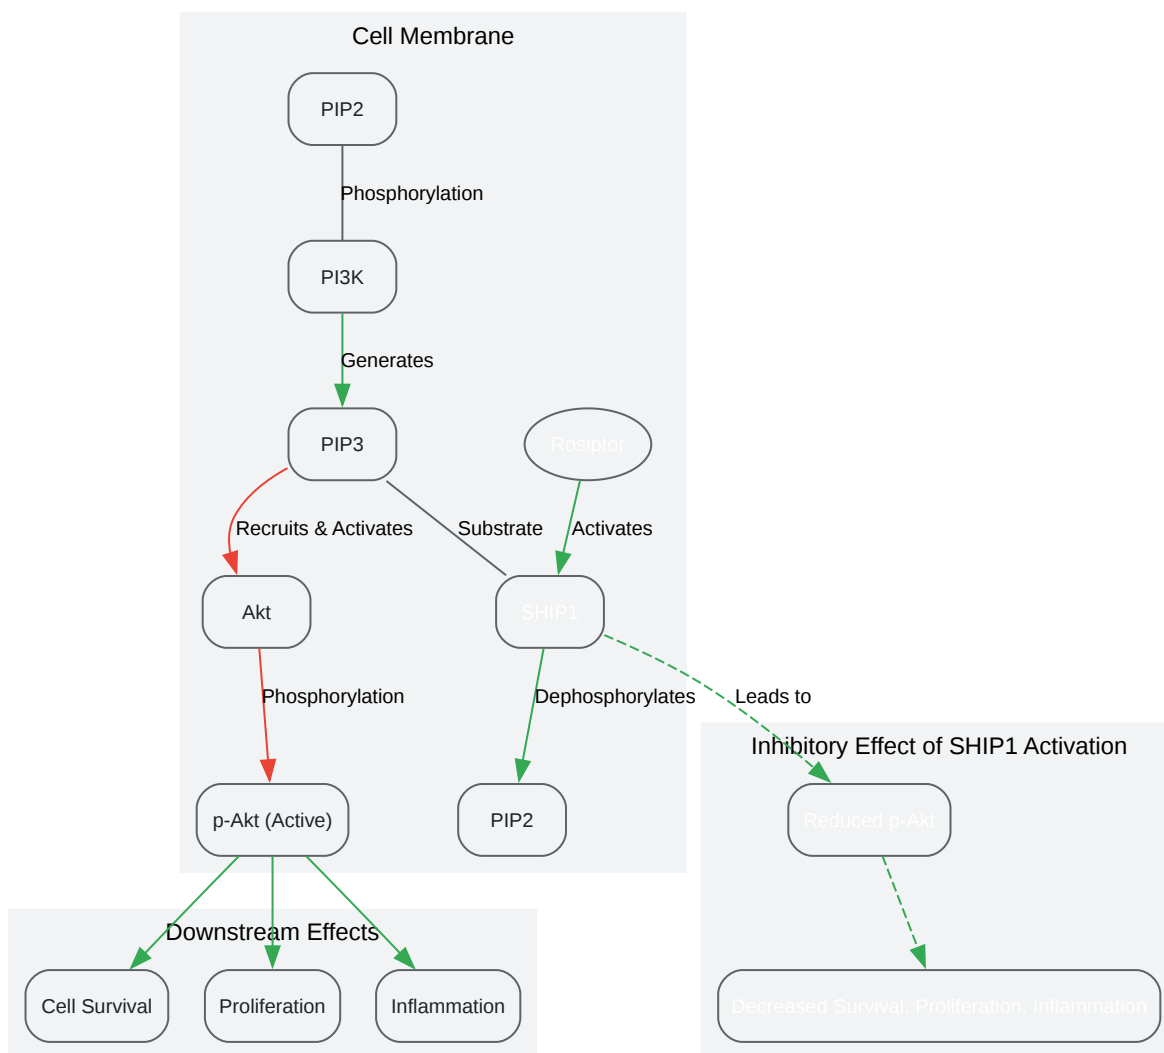 Cell Membrane
PIP2
Phosphorylation
PI3K
Generates
PIP3
Rosiptor
Recruits & Activates
Substrate
Activates
Akt
SHIP1
Phosphorylation
Dephosphorylates
Leads to
Inhibitory Effect of SHIP1 Activation
p-Akt (Active)
PIP2
Reduced p-Akt
Downstream Effects
Cell Survival
Proliferation
Inflammation
Decreased Survival, Proliferation, Inflammation